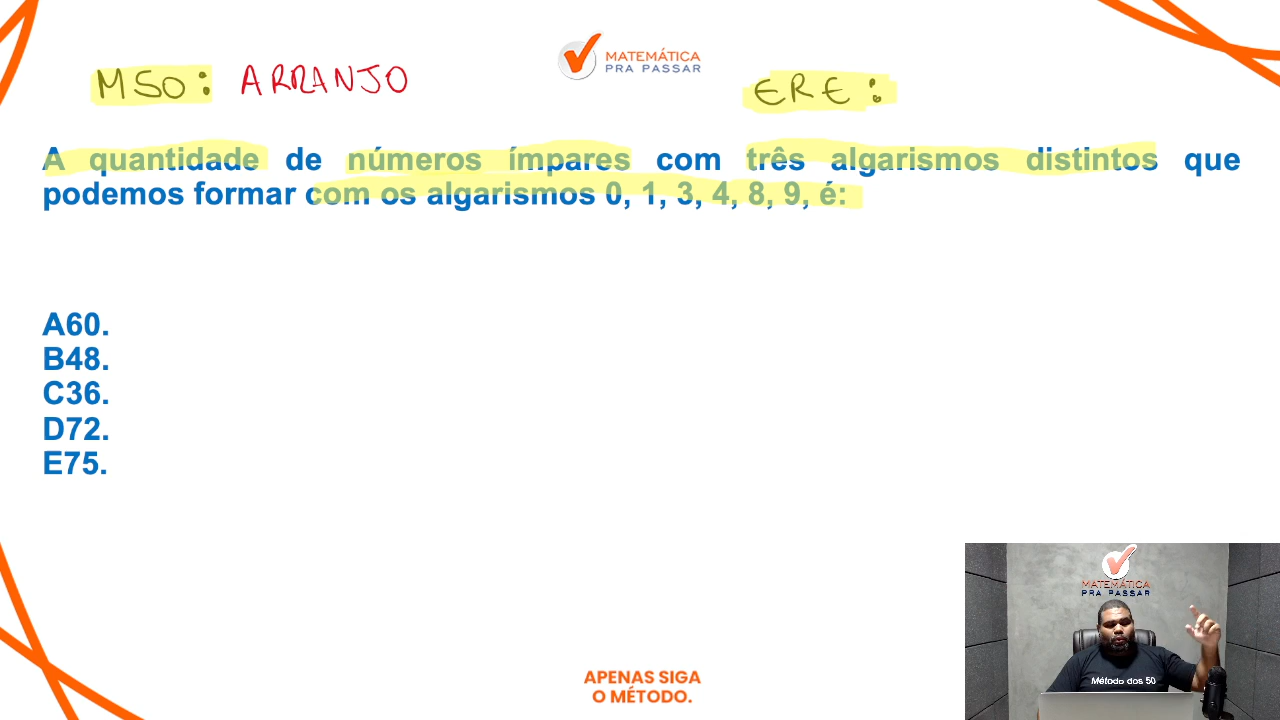 MATEMÁTICA
PRA PASSAR
MSO: ARRANJO
ERE:
A quantidade de números ímpares com três algarismos distintos que
podemos formar com os algarismos 0, 1, 3, 4, 8, 9, é:
A60.
B48.
C36.
D72.
E75.
MATEMÁTICA
PRA PASSAR
Método dos 50
APENAS SIGA
O MÉTODO.